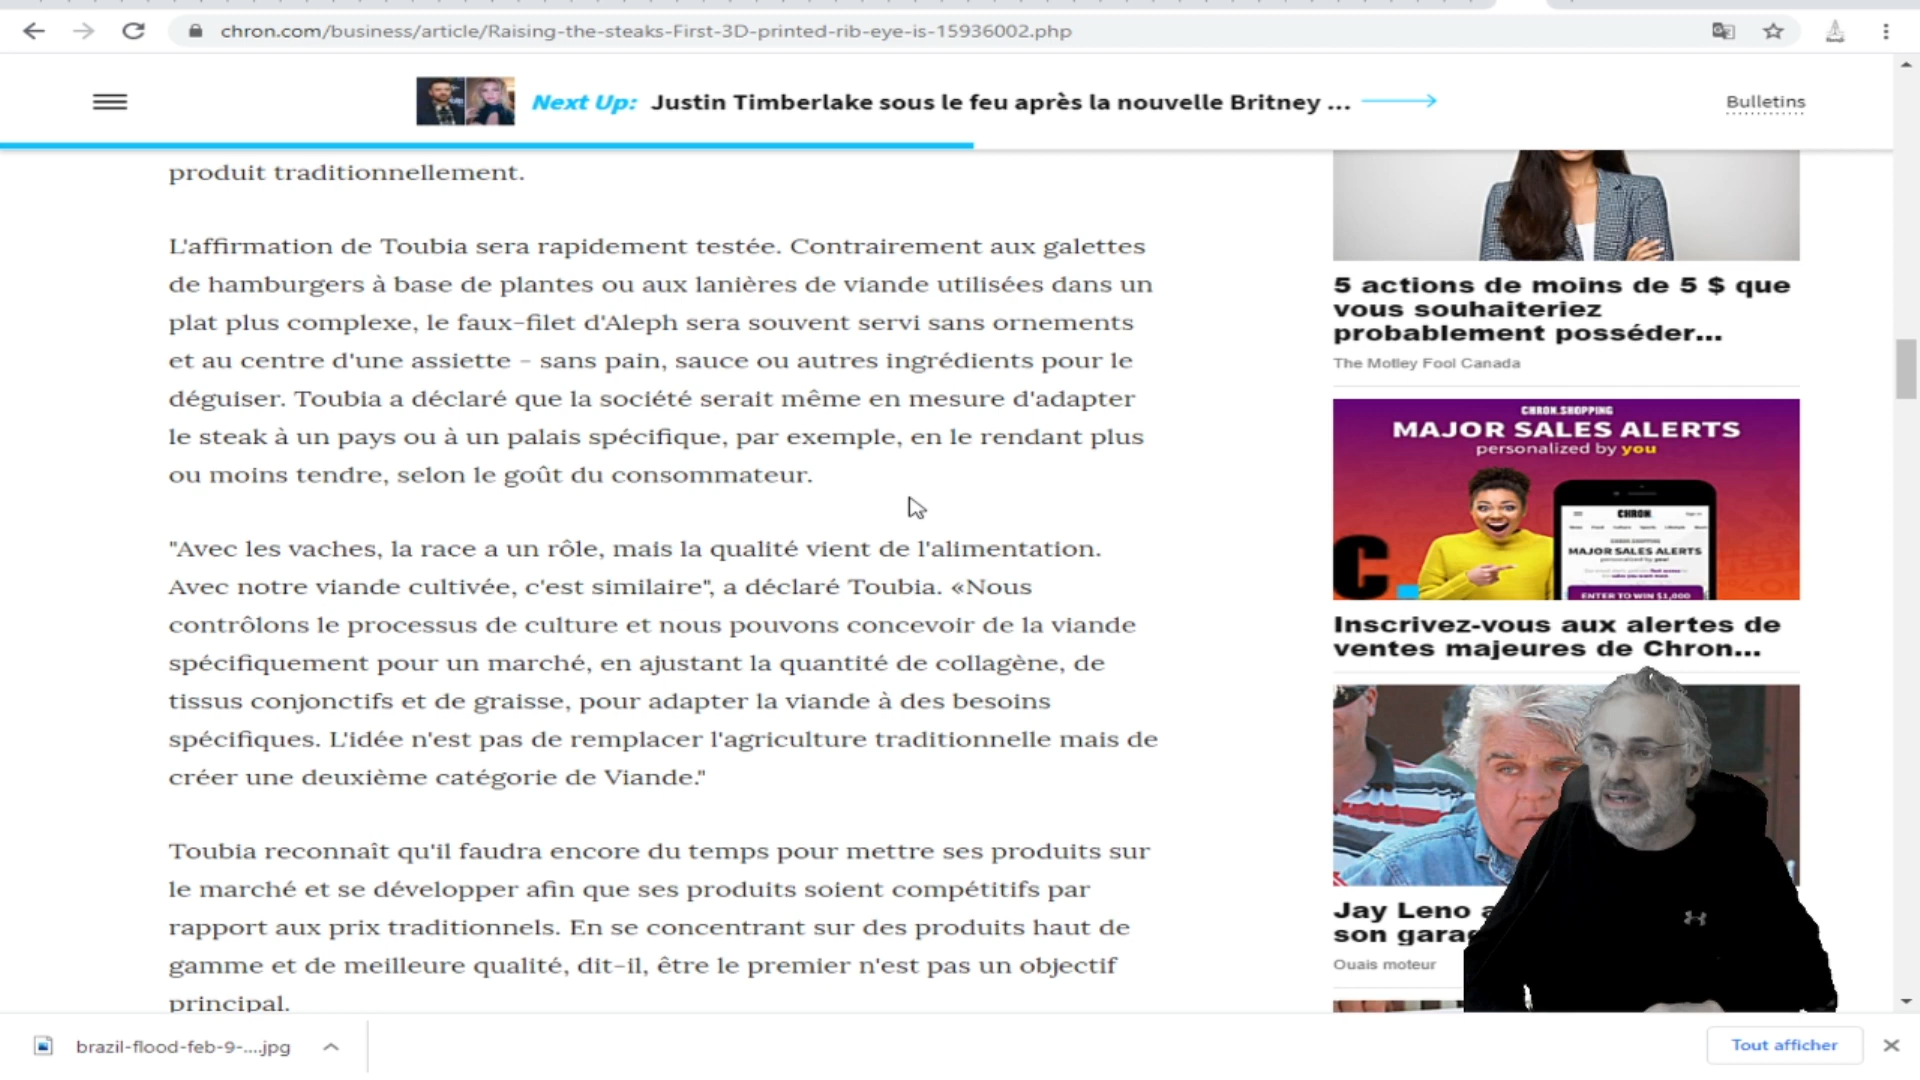 chron.com/business/article/Raising-the-steaks-First-3D-printed-rib-eye-is-15936002.php
Next Up: Justin Timberlake sous le feu après la nouvelle Britney ...
Bulletins
produit traditionnellement.
L'affirmation de Toubia sera rapidement testée. Contrairement aux galettes
de hamburgers à base de plantes ou aux lanières de viande utilisées dans un
plat plus complexe, le faux-filet d'Aleph sera souvent servi sans ornements
et au centre d'une assiette - sans pain, sauce ou autres ingrédients pour le
déguiser. Toubia a déclaré que la société serait même en mesure d'adapter
le steak à un pays ou à un palais spécifique, par exemple, en le rendant plus
ou moins tendre, selon le goût du consommateur.
"Avec les vaches, la race a un rôle, mais la qualité vient de l'alimentation.
Avec notre viande cultivée, c'est similaire", a déclaré Toubia. «Nous
contrôlons le processus de culture et nous pouvons concevoir de la viande
spécifiquement pour un marché, en ajustant la quantité de collagène, de
tissus conjonctifs et de graisse, pour adapter la viande à des besoins
spécifiques. L'idée n'est pas de remplacer l'agriculture traditionnelle mais de
créer une deuxième catégorie de Viande."
Toubia reconnaît qu'il faudra encore du temps pour mettre ses produits sur
le marché et se développer afin que ses produits soient compétitifs par
rapport aux prix traditionnels. En se concentrant sur des produits haut de
gamme et de meilleure qualité, dit-il, être le premier n'est pas un objectif
principal.
5 actions de moins de 5 $ que
vous souhaiteriez
probablement posséder...
The Motley Fool Canada
CHRON.SHOPPING
MAJOR SALES ALERTS
personalized by you
CHRON
MAJOR SALES ALERTS
ENTER TO WIN $1,000
C.
Inscrivez-vous aux alertes de
ventes majeures de Chron...
Jay Leno
son
Ouais moteur
brazil-flood-feb-9-....jpg
Tout afficher